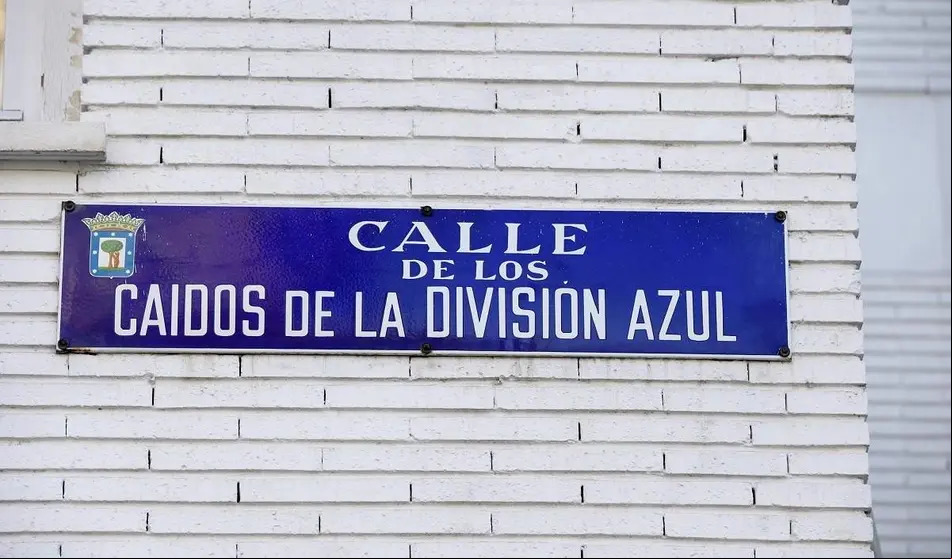 CALLE
DE LOS
CAIDOS DE LA DIVISIÓN AZUL